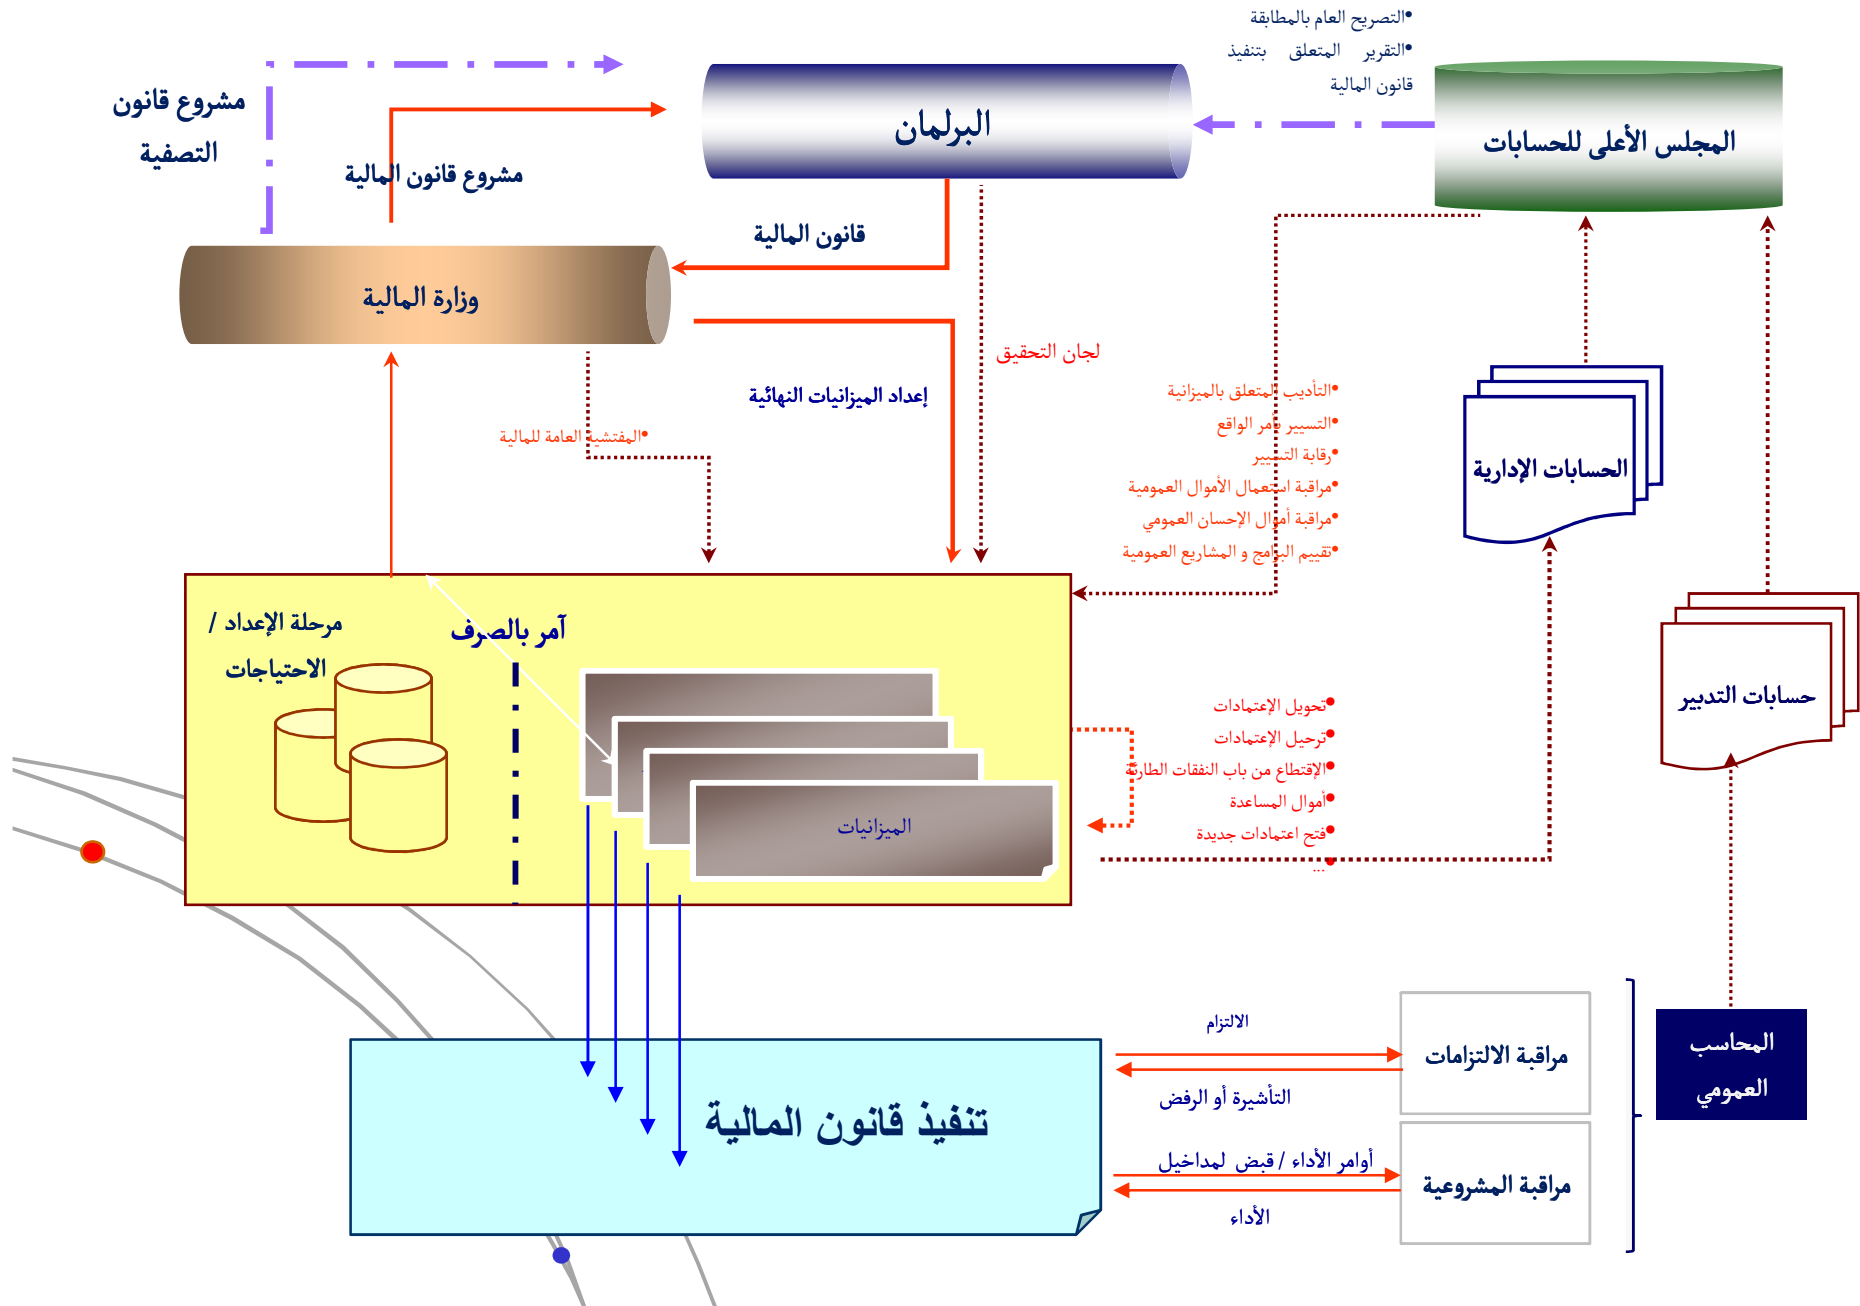 •التصريح العام بالمطابقة
•التقرير المتعلق بتنفيذ
قانون المالية
مشروع قانون
التصفية
البرلمان
المجلس الأعلى للحسابات
مشروع قانون المالية
قانون المالية
وزارة المالية
لجان التحقيق
إعداد الميزانيات النهائية
•المفتشية العامة للمالية
•التأديب المتعلق بالميزانية
•التسيير بأمر الواقع
•رقابة التسيير
•مراقبة استعمال الأموال العمومية
•مراقبة أموال الإحسان العمومي
•تقييم البرامج و المشاريع العمومية
الحسابات الإدارية
مرحلة الإعداد /
الاحتياجات
آمر بالصرف
الميزانيات
•تحويل الإعتمادات
•ترحيل الإعتمادات
•الإقتطاع من باب النفقات الطارئة
•أموال المساعدة
•فتح اعتمادات جديدة
•...
حسابات التدبير
الالتزام
مراقبة الالتزامات
التأشيرة أو الرفض
المحاسب
العمومي
تنفيذ قانون المالية
أوامر الأداء / قبض لمداخيل
مراقبة المشروعية
الأداء